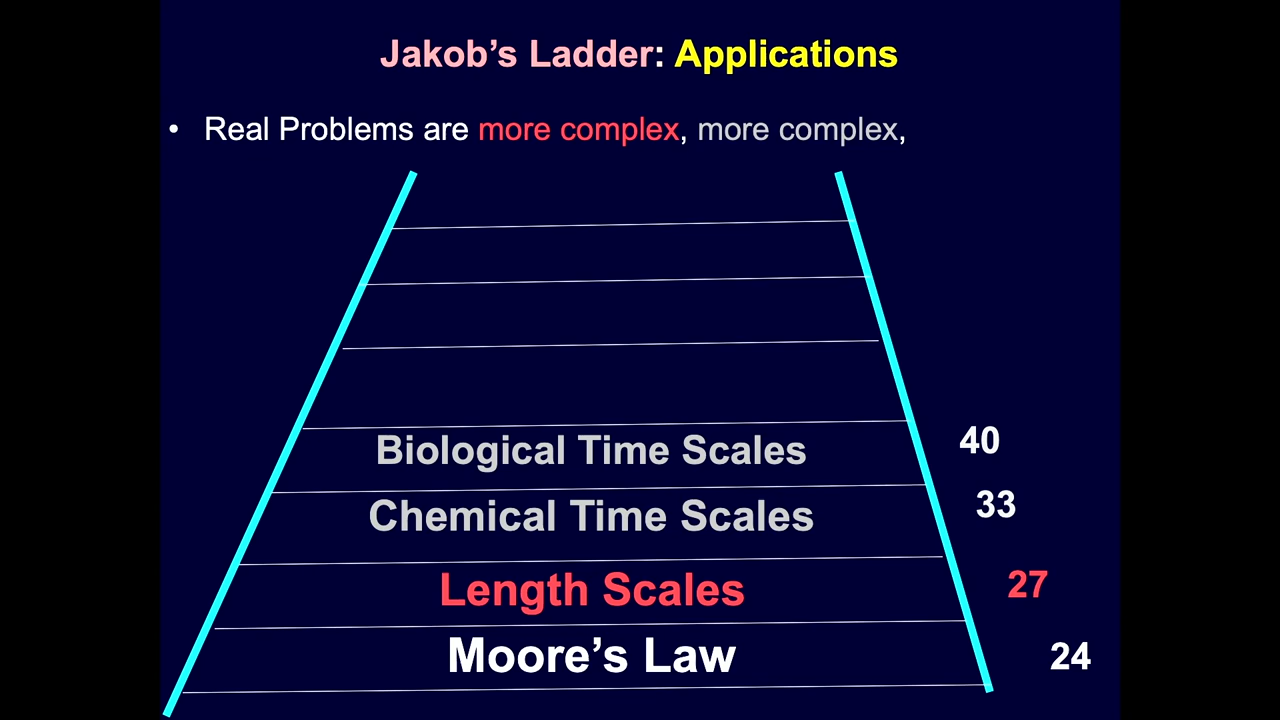 Jakob’s Ladder: Applications
• Real Problems are more complex, more complex,
Biological Time Scales 40
Chemical Time Scales 33
Length Scales 27
Moore’s Law 24